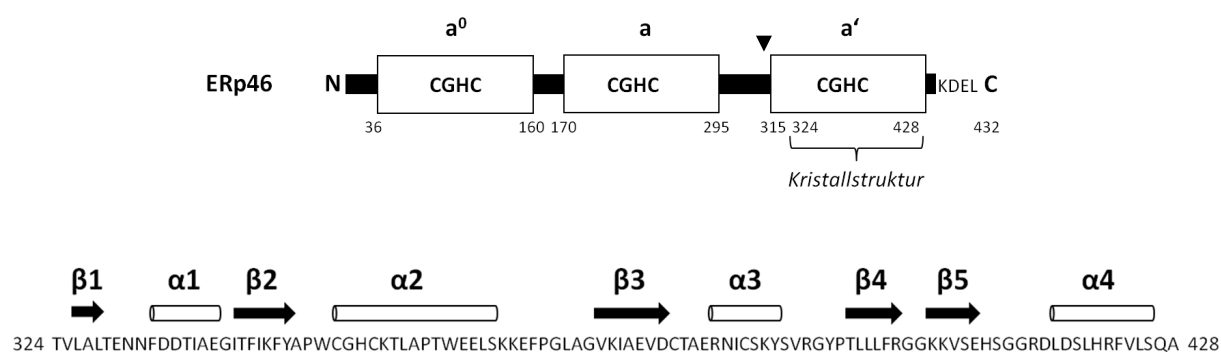 a⁰ a a‘
ERp46 N CGHC CGHC CGHC KDEL C
36 160 170 295 315 324 428 432
Kristallstruktur
β1 α1 β2 α2 β3 α3 β4 β5 α4
324 TVLALTENNFDDTIAEGITFIKFYAPWCGHCKTLAPTWEELSKKEFPGLAGVKIAEVDCTAERNICSKYSVRGYPTLLLFRGGKKVSEHSGGRDLDSLHRFVLSQA 428